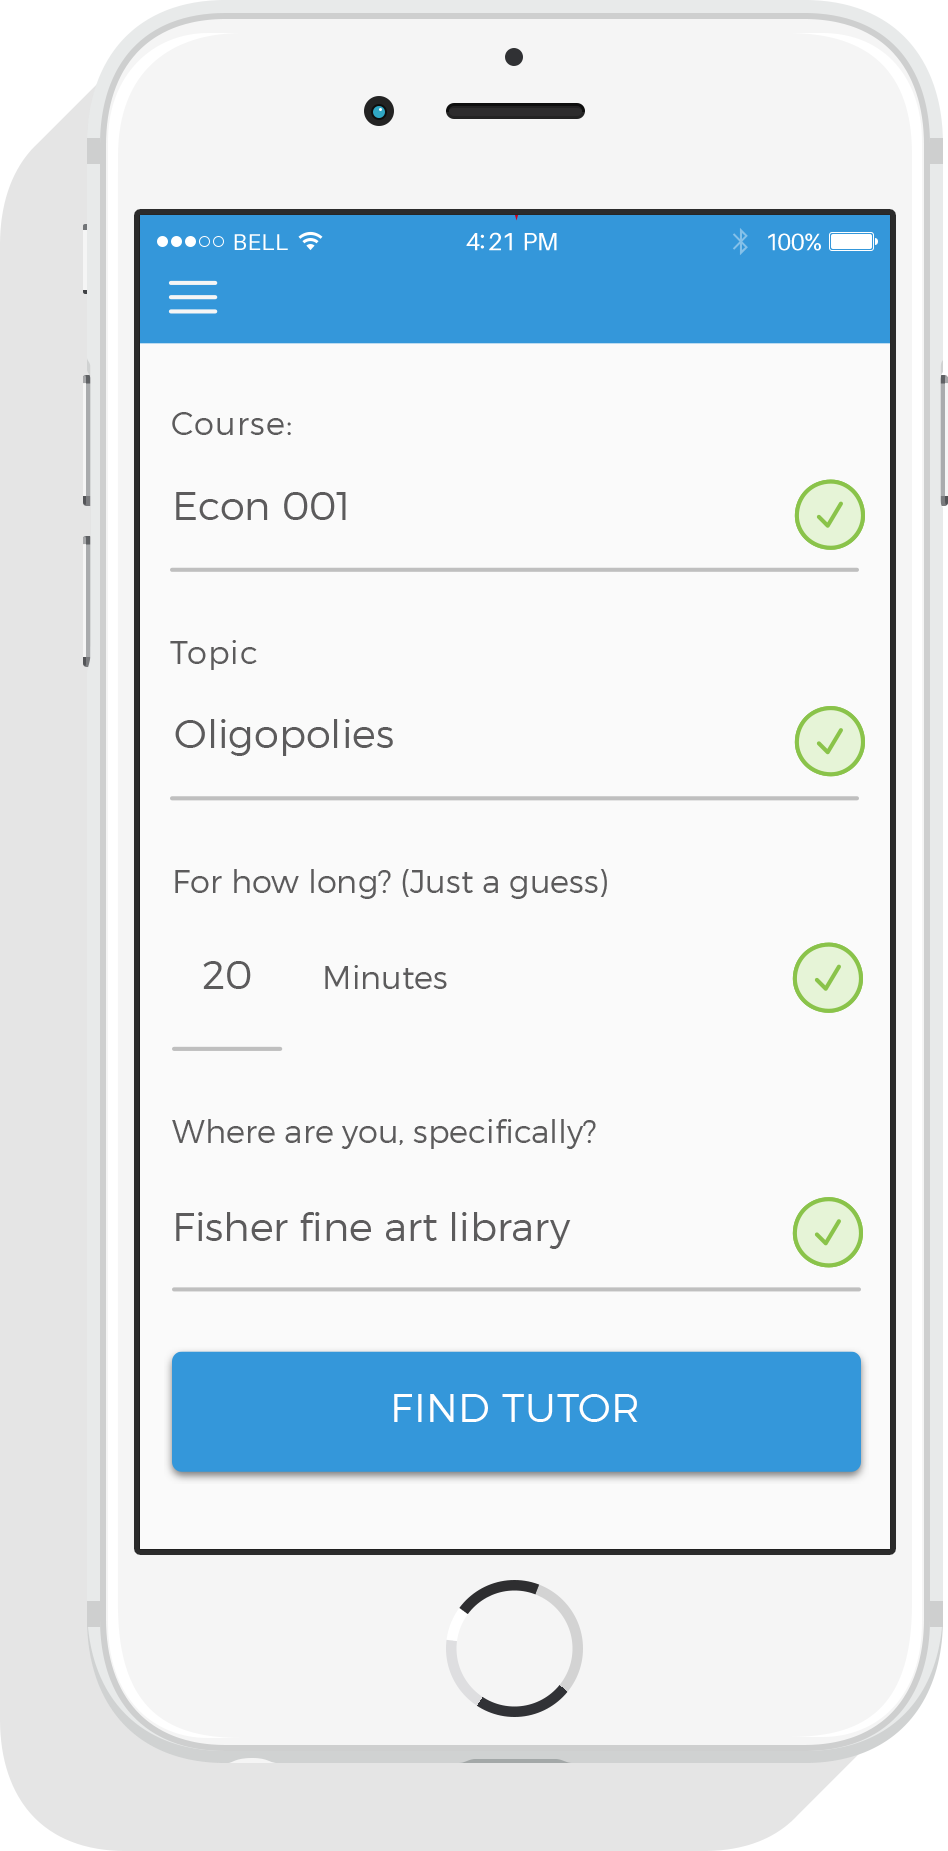 BELL 4:21 PM 100%
Course:
Econ 001
Topic
Oligopolies
For how long? (Just a guess)
20 Minutes
Where are you, specifically?
Fisher fine art library
FIND TUTOR